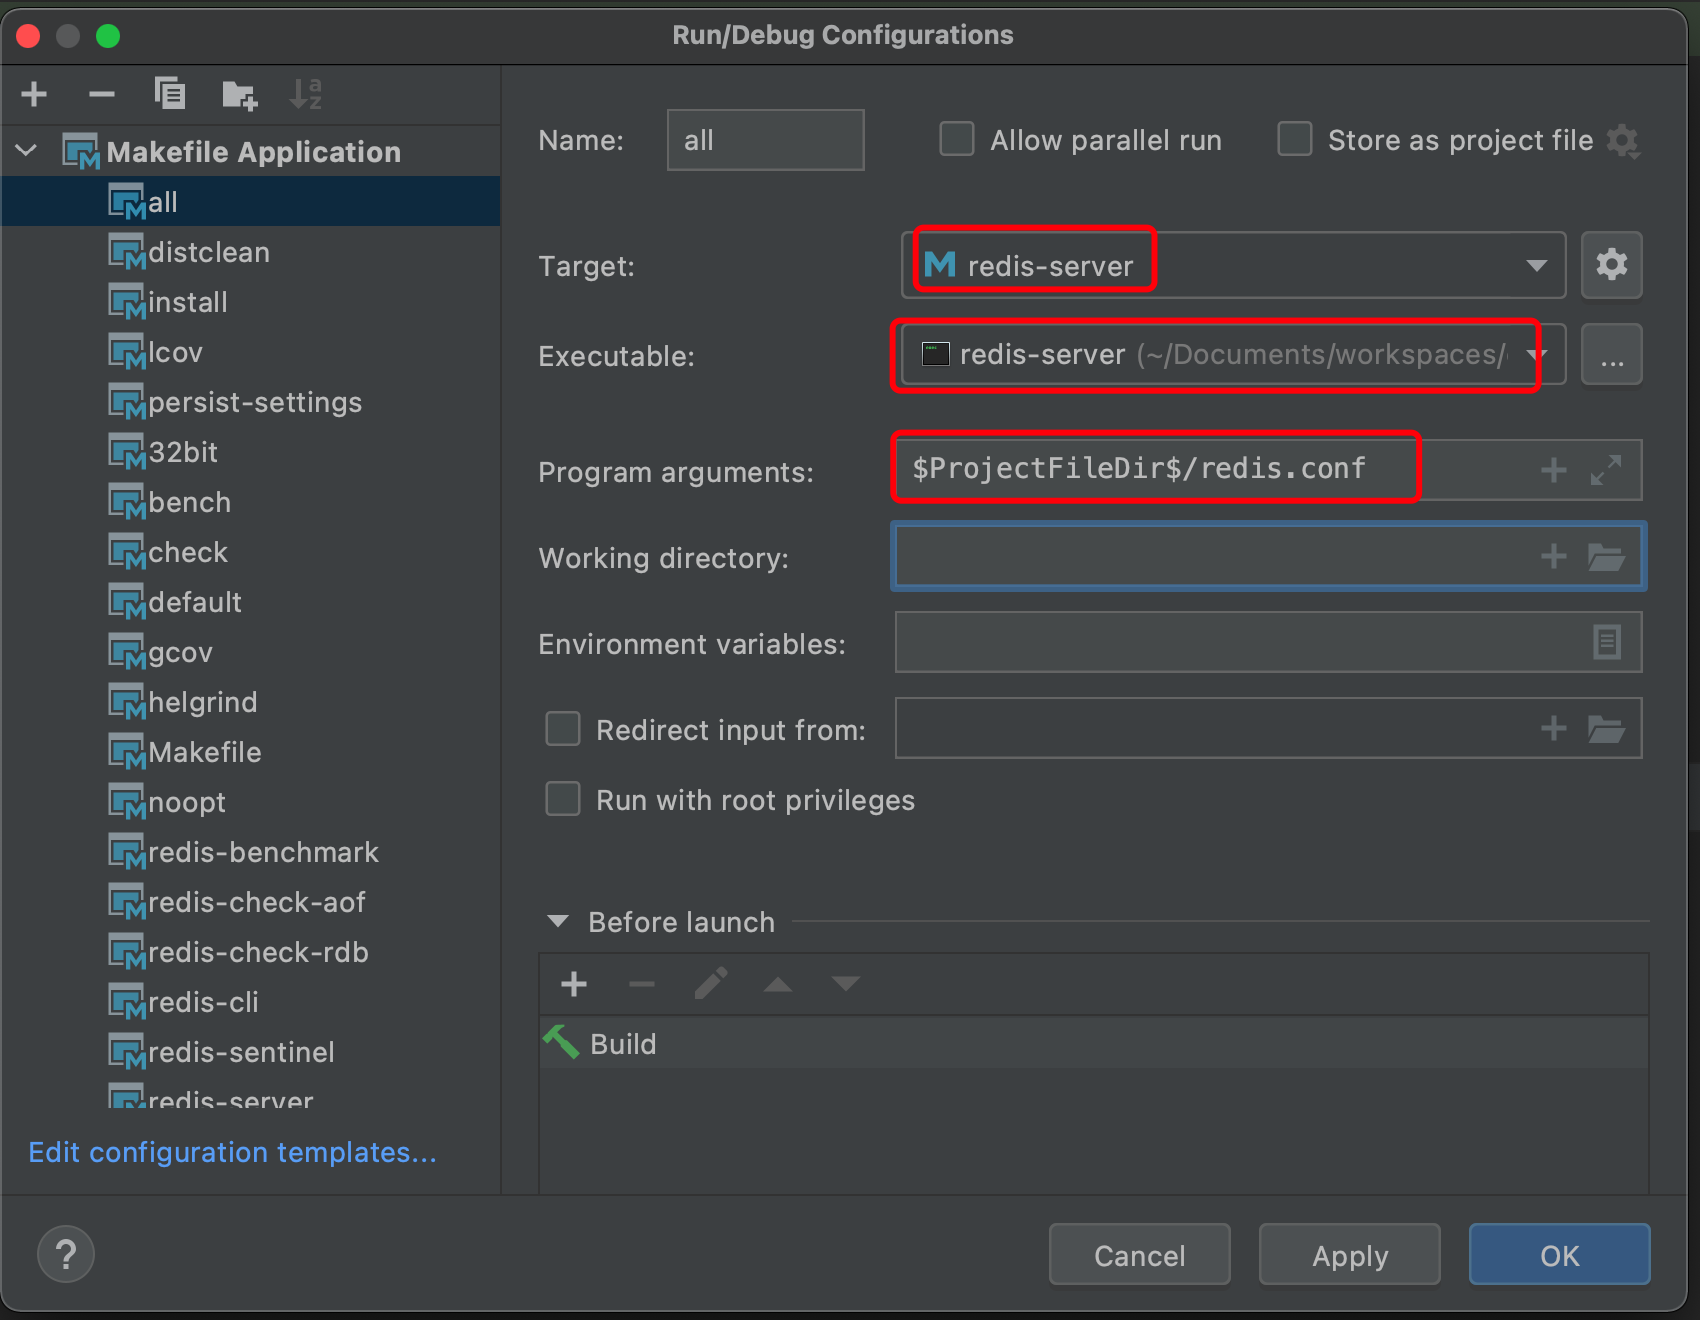 Run/Debug Configurations
Makefile Application
all
distclean
install
lcov
persist-settings
32bit
bench
check
default
gcov
helgrind
Makefile
noopt
redis-benchmark
redis-check-aof
redis-check-rdb
redis-cli
redis-sentinel
redis-server
Edit configuration templates...
Name: all Allow parallel run Store as project file
Target: redis-server
Executable: redis-server (~/Documents/workspaces/
Program arguments: $ProjectFileDir$/redis.conf
Working directory:
Environment variables:
Redirect input from:
Run with root privileges
Before launch
Build
? Cancel Apply OK